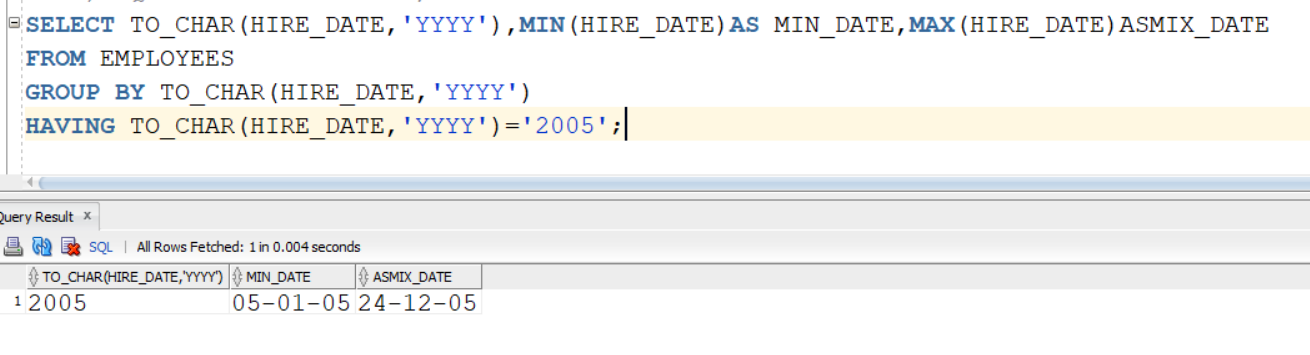 SELECT TO_CHAR(HIRE_DATE,'YYYY'),MIN(HIRE_DATE)AS MIN_DATE,MAX(HIRE_DATE)ASMIX_DATE
FROM EMPLOYEES
GROUP BY TO_CHAR(HIRE_DATE,'YYYY')
HAVING TO_CHAR(HIRE_DATE,'YYYY')='2005';
Query Result x
SQL | All Rows Fetched: 1 in 0.004 seconds
TO_CHAR(HIRE_DATE,'YYYY') MIN_DATE ASMIX_DATE
1 2005 05-01-05 24-12-05